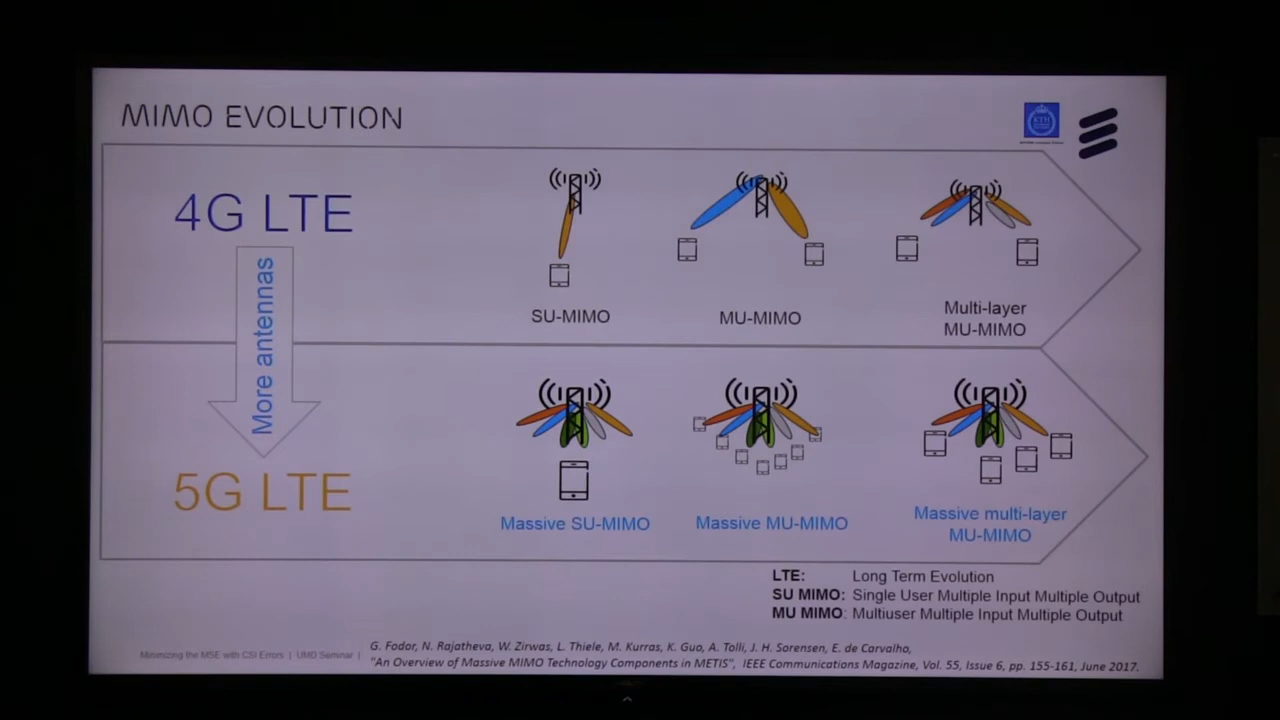 MIMO EVOLUTION
KTH
4G LTE
SU-MIMO
MU-MIMO
Multi-layer
MU-MIMO
More antennas
5G LTE
Massive SU-MIMO
Massive MU-MIMO
Massive multi-layer
MU-MIMO
LTE: Long Term Evolution
SU MIMO: Single User Multiple Input Multiple Output
MU MIMO: Multiuser Multiple Input Multiple Output
G. Fodor, N. Rajatheva, W. Zirwas, L. Thiele, M. Kurras, K. Guo, A. Tolli, J. H. Sorensen, E. de Carvalho,
Minimizing the MSE with CSI Errors | UMD Seminar |
"An Overview of Massive MIMO Technology Components in METIS", IEEE Communications Magazine, Vol. 55, Issue 6, pp. 155-161, June 2017.